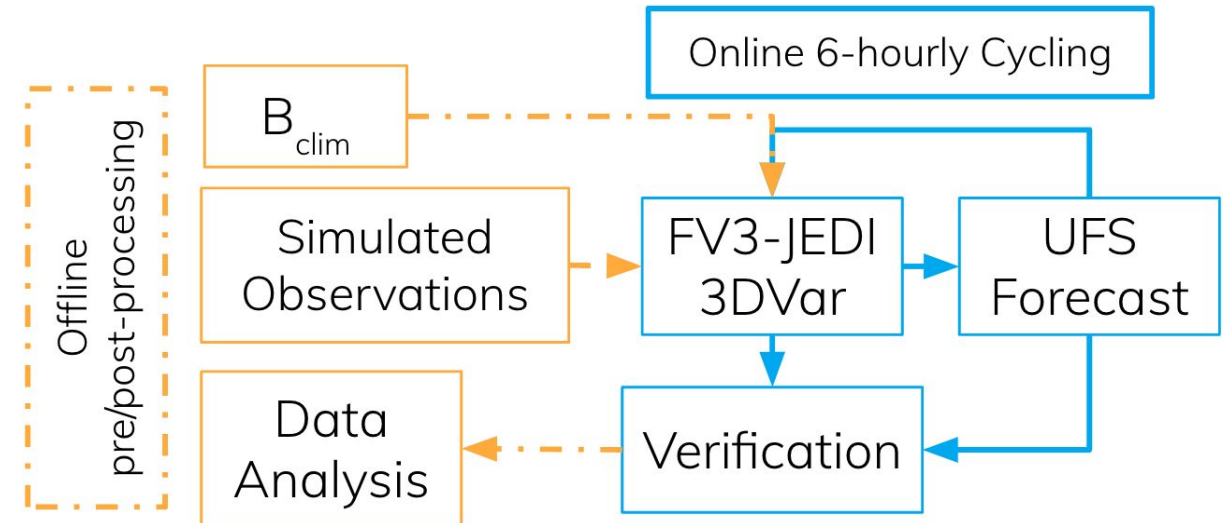 Online 6-hourly Cycling
Offline
pre/post-processing
B clim
Simulated
Observations
FV3-JEDI
3DVar
UFS
Forecast
Data
Analysis
Verification